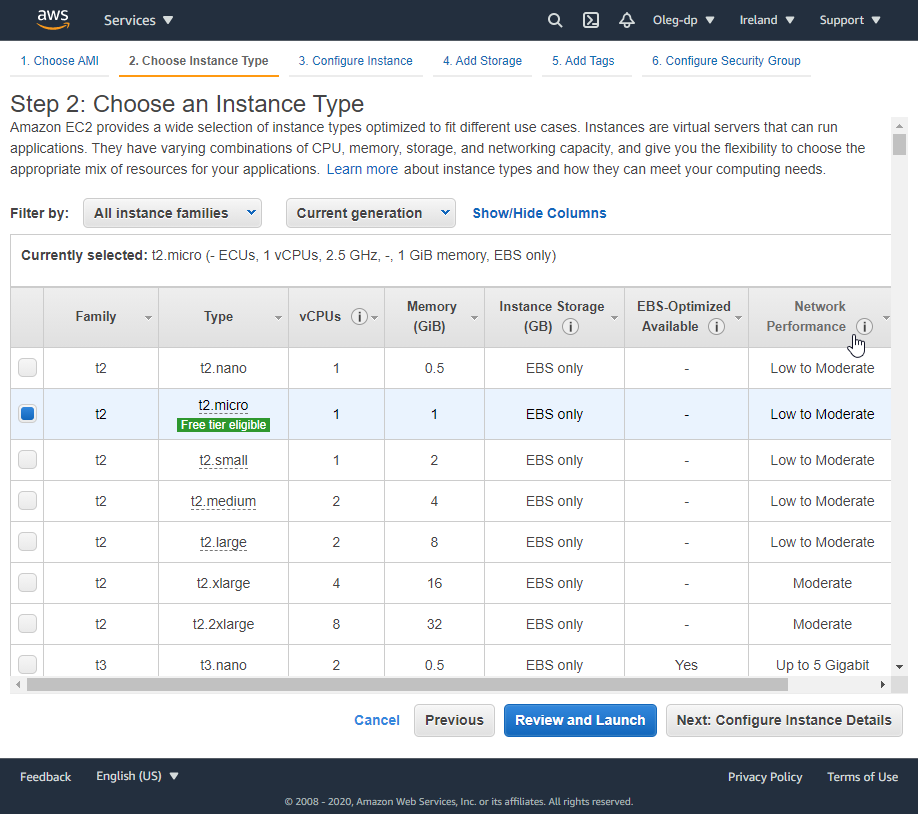 aws Services Oleg-dp Ireland Support
1. Choose AMI 2. Choose Instance Type 3. Configure Instance 4. Add Storage 5. Add Tags 6. Configure Security Group
Step 2: Choose an Instance Type
Amazon EC2 provides a wide selection of instance types optimized to fit different use cases. Instances are virtual servers that can run
applications. They have varying combinations of CPU, memory, storage, and networking capacity, and give you the flexibility to choose the
appropriate mix of resources for your applications. Learn more about instance types and how they can meet your computing needs.
Filter by: All instance families Current generation Show/Hide Columns
Currently selected: t2.micro (- ECUs, 1 vCPUs, 2.5 GHz, -, 1 GiB memory, EBS only)
Family Type vCPUs i Memory (GiB) Instance Storage (GB) i EBS-Optimized Available i Network Performance i
t2 t2.nano 1 0.5 EBS only - Low to Moderate
t2 t2.micro Free tier eligible 1 1 EBS only - Low to Moderate
t2 t2.small 1 2 EBS only - Low to Moderate
t2 t2.medium 2 4 EBS only - Low to Moderate
t2 t2.large 2 8 EBS only - Low to Moderate
t2 t2.xlarge 4 16 EBS only - Moderate
t2 t2.2xlarge 8 32 EBS only - Moderate
t3 t3.nano 2 0.5 EBS only Yes Up to 5 Gigabit
Cancel Previous Review and Launch Next: Configure Instance Details
Feedback English (US) Privacy Policy Terms of Use
© 2008 - 2020, Amazon Web Services, Inc. or its affiliates. All rights reserved.